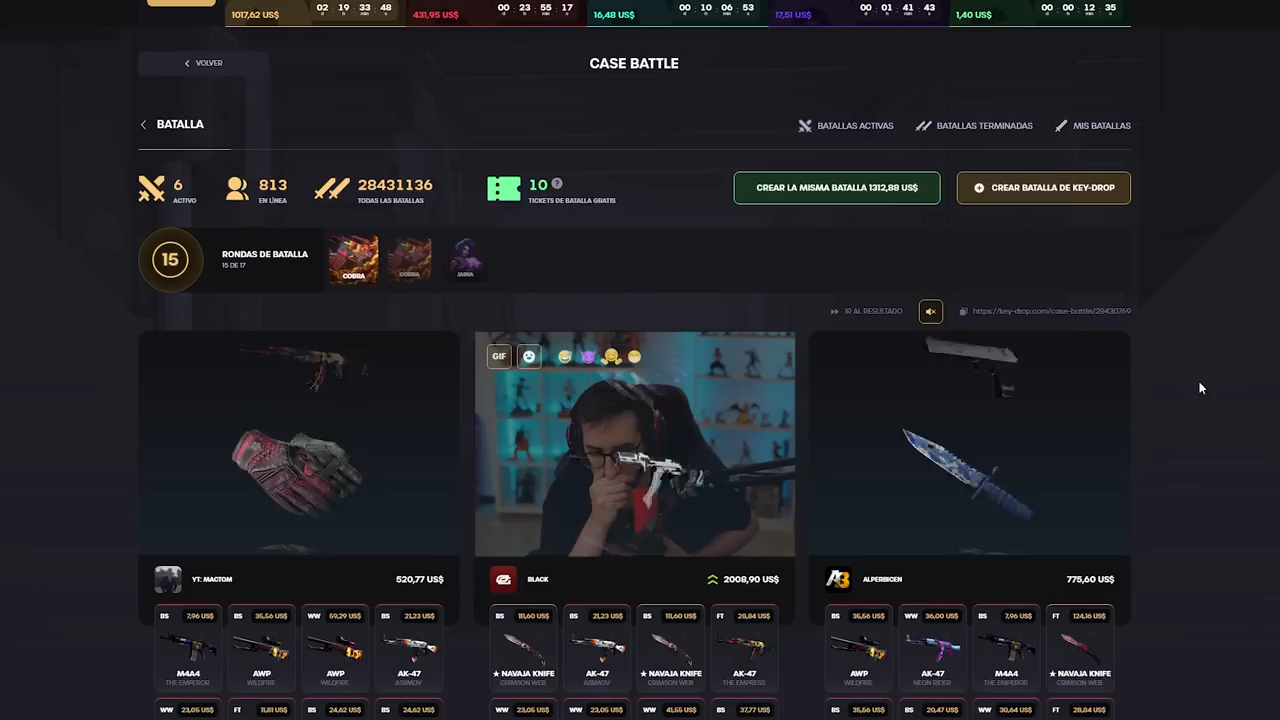 1017,62 US$ 02 : 19 : 33 : 48
d h min s
431,95 US$ 00 : 23 : 55 : 17
d h min s
16,48 US$ 00 : 10 : 06 : 53
d h min s
17,51 US$ 00 : 01 : 41 : 43
d h min s
1,40 US$ 00 : 00 : 12 : 35
d h min s
VOLVER
CASE BATTLE
BATALLA
BATALLAS ACTIVAS
BATALLAS TERMINADAS
MIS BATALLAS
6
ACTIVO
813
EN LÍNEA
28431136
TODAS LAS BATALLAS
10 ?
TICKETS DE BATALLA GRATIS
CREAR LA MISMA BATALLA 1312,88 US$
CREAR BATALLA DE KEY-DROP
15
RONDAS DE BATALLA
15 DE 17
COBRA
COBRA
JAINA
IR AL RESULTADO
https://key-drop.com/case-battle/28430769
GIF
YT: MACTOM 520,77 US$
BLACK 2008,90 US$
A3 ALPERBICEN 775,60 US$
BS 7,96 US$
BS 35,56 US$
WW 59,29 US$
BS 21,23 US$
BS 111,60 US$
BS 21,23 US$
BS 111,60 US$
FT 28,84 US$
BS 35,56 US$
WW 36,00 US$
BS 7,96 US$
FT 124,16 US$
M4A4
THE EMPEROR
AWP
WILDFIRE
AWP
WILDFIRE
AK-47
ASIIMOV
★ NAVAJA KNIFE
CRIMSON WEB
AK-47
ASIIMOV
★ NAVAJA KNIFE
CRIMSON WEB
AK-47
THE EMPRESS
AWP
WILDFIRE
AK-47
NEON RIDER
M4A4
THE EMPEROR
★ NAVAJA KNIFE
CRIMSON WEB
WW 23,05 US$
FT 11,81 US$
BS 24,62 US$
BS 24,62 US$
WW 23,05 US$
WW 23,05 US$
WW 41,55 US$
BS 37,77 US$
BS 35,56 US$
BS 20,47 US$
WW 30,64 US$
FT 28,84 US$